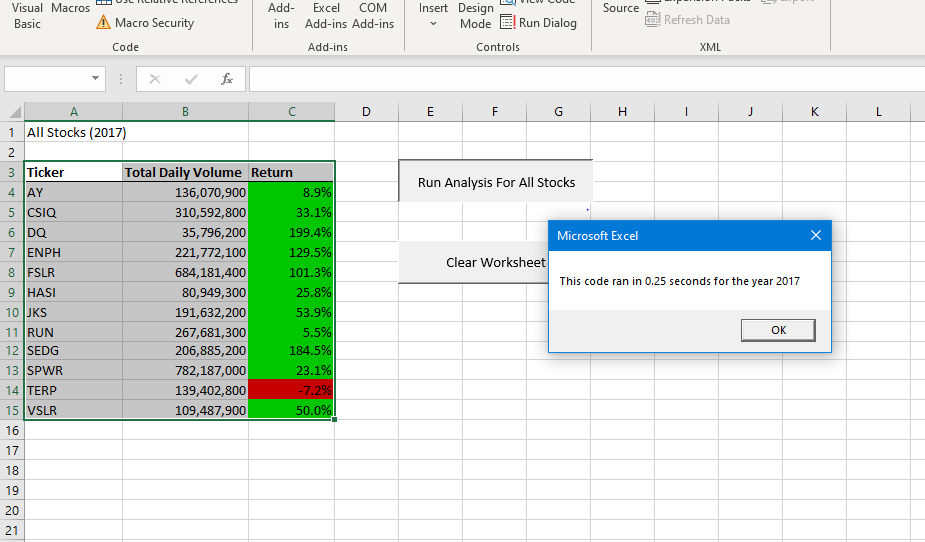 Use Relative References
View Code
Visual Macros Add- Excel COM Insert Design Source
Basic Macro Security ins Add-ins Add-ins Mode Run Dialog Refresh Data
Code Add-ins Controls XML
fx
A B C D E F G H I J K L
1 All Stocks (2017)
2
3 Ticker Total Daily Volume Return
4 AY 136,070,900 8.9%
5 CSIQ 310,592,800 33.1%
6 DQ 35,796,200 199.4%
7 ENPH 221,772,100 129.5%
8 FSLR 684,181,400 101.3%
9 HASI 80,949,300 25.8%
10 JKS 191,632,200 53.9%
11 RUN 267,681,300 5.5%
12 SEDG 206,885,200 184.5%
13 SPWR 782,187,000 23.1%
14 TERP 139,402,800 -7.2%
15 VSLR 109,487,900 50.0%
16
17
18
19
20
21
Run Analysis For All Stocks
Clear Worksheet
Microsoft Excel
This code ran in 0.25 seconds for the year 2017
OK